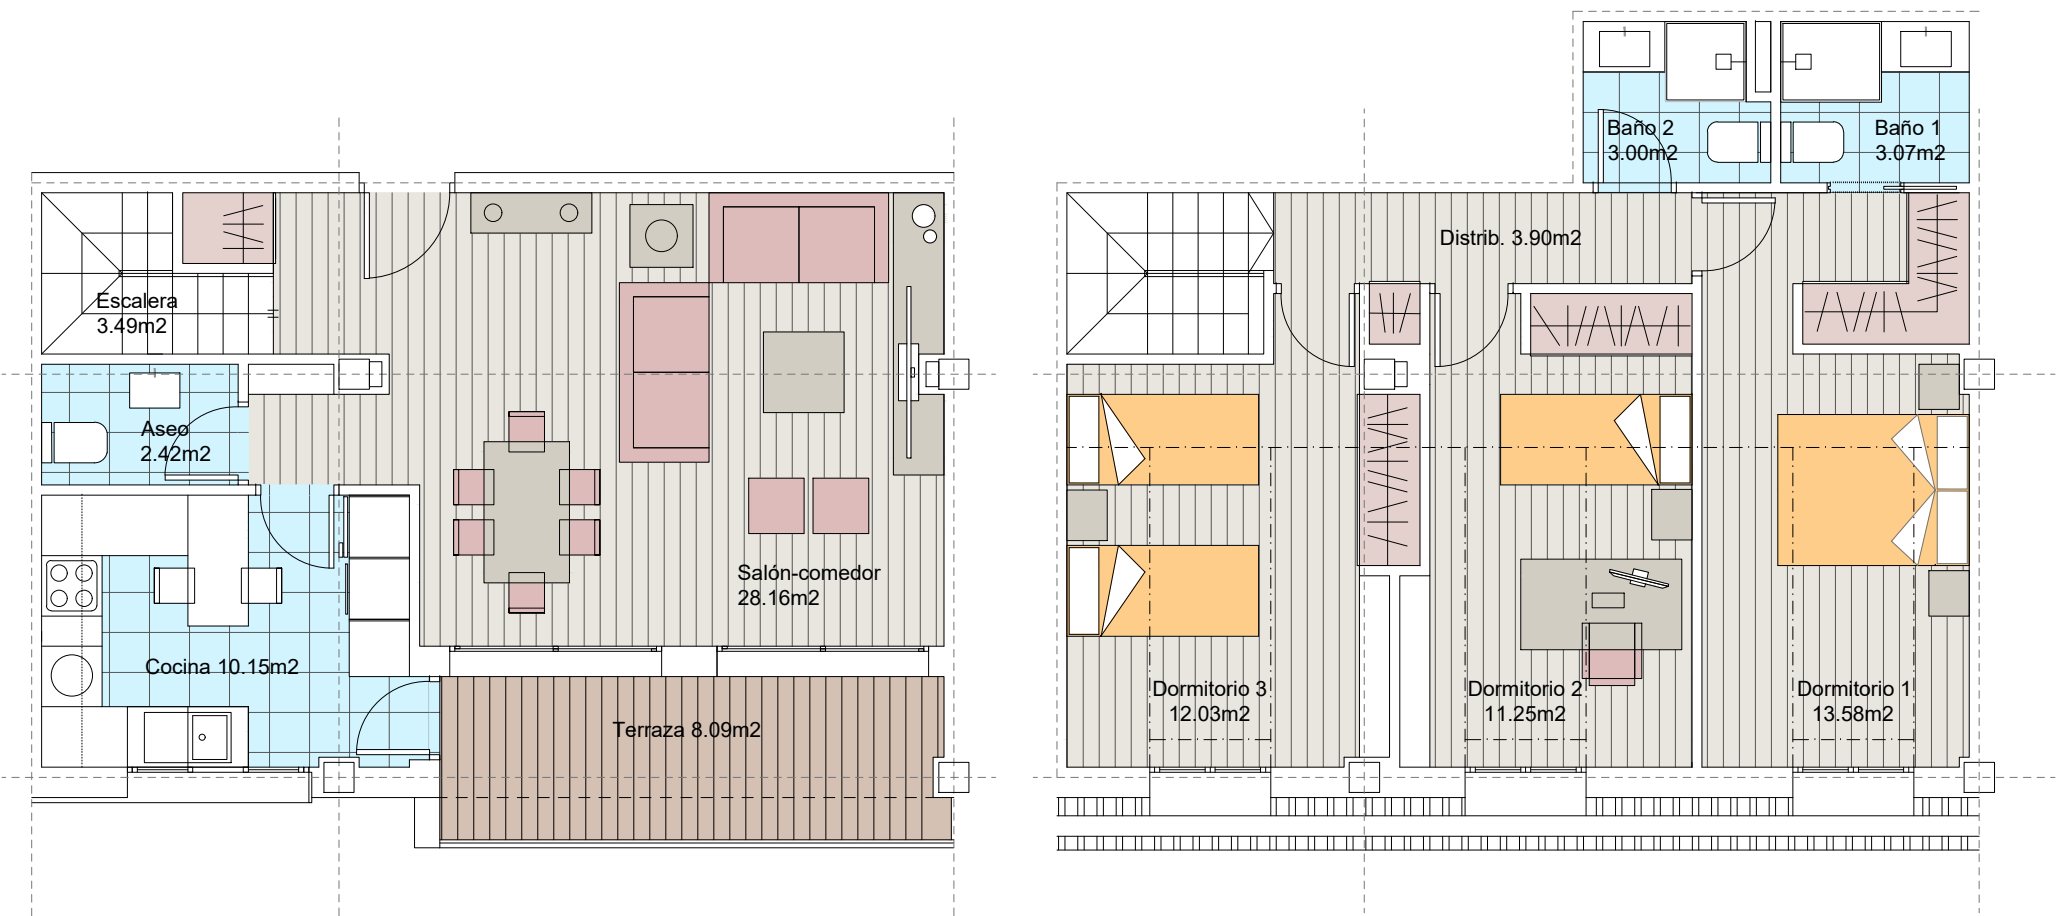 Escalera
3.49m2
Aseo
2.42m2
Cocina 10.15m2
Salón-comedor
28.16m2
Terraza 8.09m2
Baño 2
3.00m2
Baño 1
3.07m2
Distrib. 3.90m2
Dormitorio 3
12.03m2
Dormitorio 2
11.25m2
Dormitorio 1
13.58m2